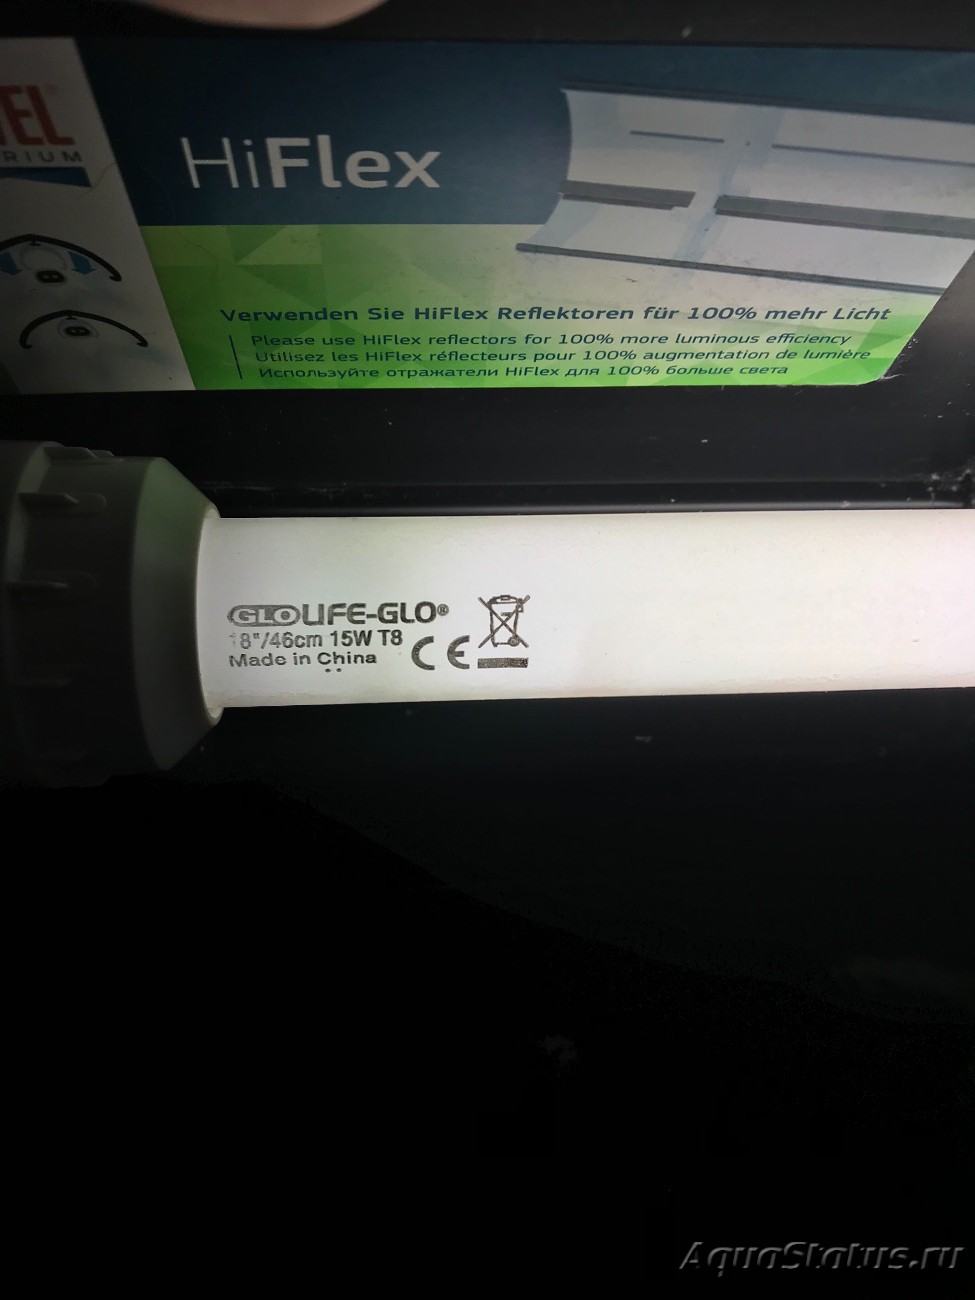 HiFlex
Verwenden Sie HiFlex Reflektoren für 100% mehr Licht
Please use HiFlex reflectors for 100% more luminous efficiency
Utilisez les HiFlex réflecteurs pour 100% augmentation de lumière
Используйте отражатели HiFlex для 100% больше света
GLO LIFE-GLO®
18"/46cm 15W T8 CE
Made in China
AquaStatus.ru